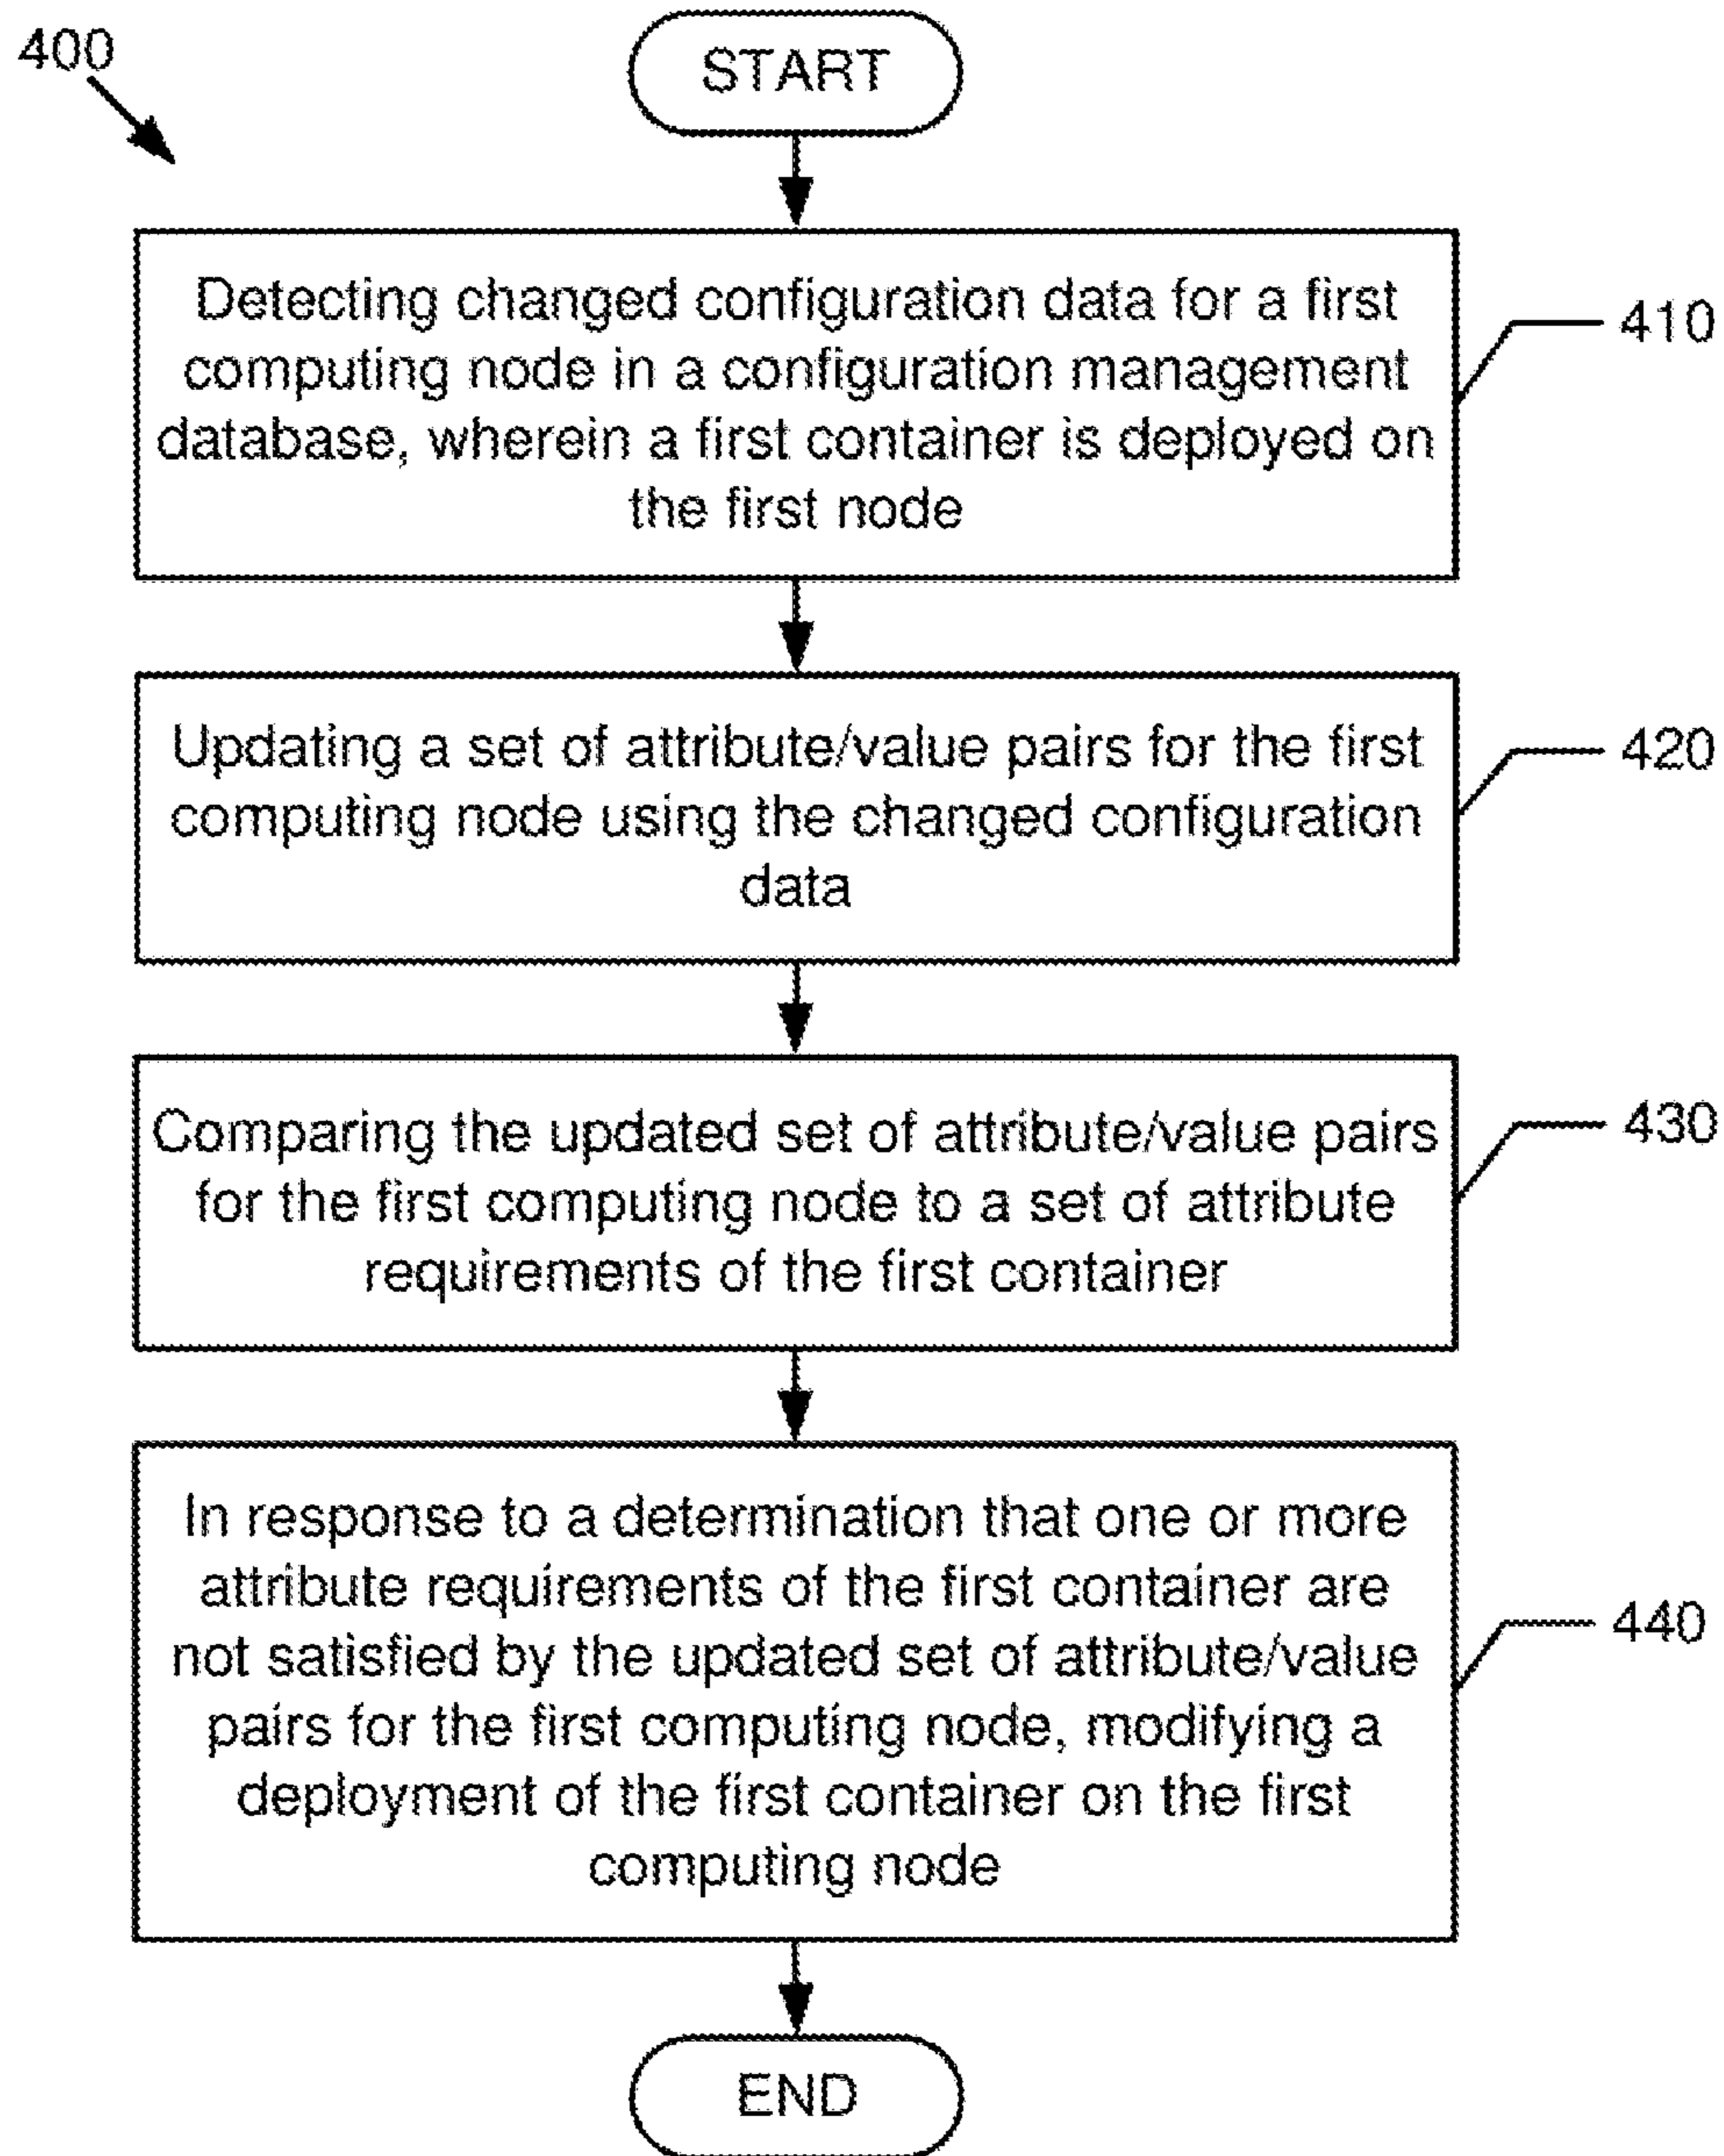 400
START
Detecting changed configuration data for a first
computing node in a configuration management
database, wherein a first container is deployed on
the first node
410
Updating a set of attribute/value pairs for the first
computing node using the changed configuration
data
420
Comparing the updated set of attribute/value pairs
for the first computing node to a set of attribute
requirements of the first container
430
In response to a determination that one or more
attribute requirements of the first container are
not satisfied by the updated set of attribute/value
pairs for the first computing node, modifying a
deployment of the first container on the first
computing node
440
END